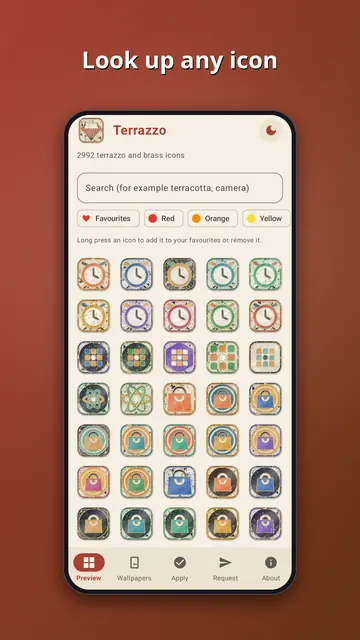 Look up any icon
Terrazzo
2992 terrazzo and brass icons
Search (for example terracotta, camera)
Favourites Red Orange Yellow
Long press an icon to add it to your favourites or remove it.
Preview Wallpapers Apply Request About